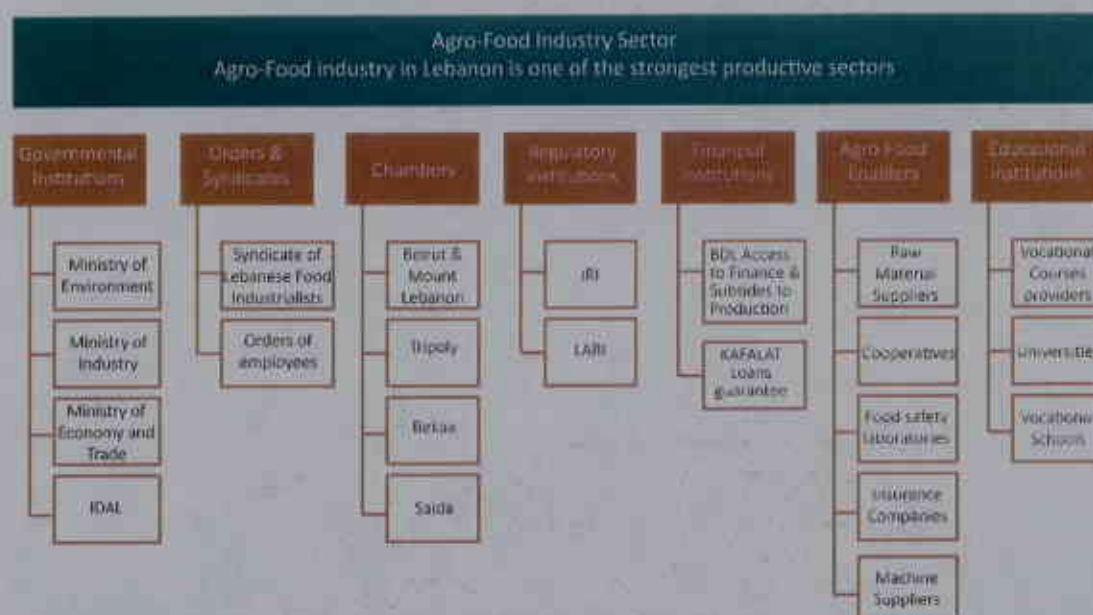 Agro-Food Industry Sector
Agro-Food industry in Lebanon is one of the strongest productive sectors
Governmental
Institutions
Ministry of
Environment
Ministry of
Industry
Ministry of
Economy and
Trade
IDAL
Orders &
Syndicates
Syndicate of
Lebanese Food
Industrialists
Orders of
employees
Chambers
Beirut &
Mount
Lebanon
Tripoly
Bekaa
Saida
Regulatory
Institutions
IRI
LARI
Financial
Institutions
BDL Access
to Finance &
Subsides to
Production
KAFALAT
Loans
guarantee
Agro Food
Enablers
Raw
Material
Suppliers
Cooperatives
Food safety
laboratories
Insurance
Companies
Machine
Suppliers
Educational
Institutions
Vocational
Courses
providers
Universities
Vocational
Schools